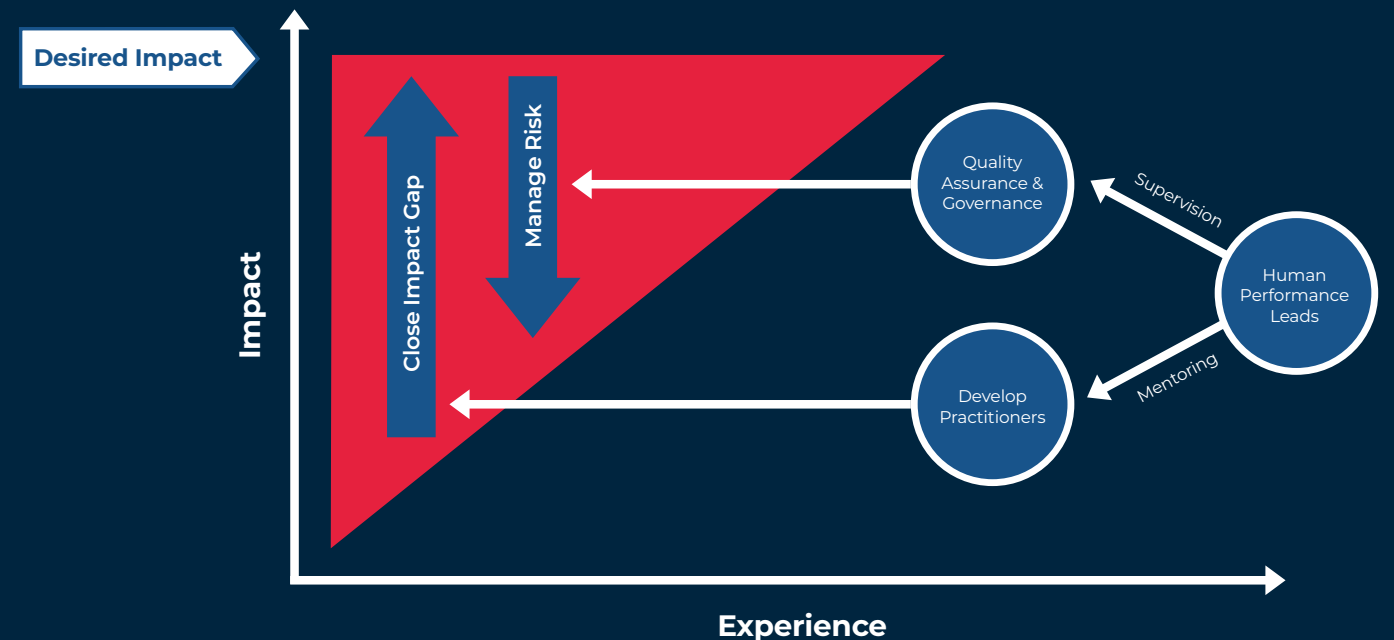 Desired Impact
Impact
Close Impact Gap
Manage Risk
Quality
Assurance &
Governance
Supervision
Human
Performance
Leads
Mentoring
Develop
Practitioners
Experience